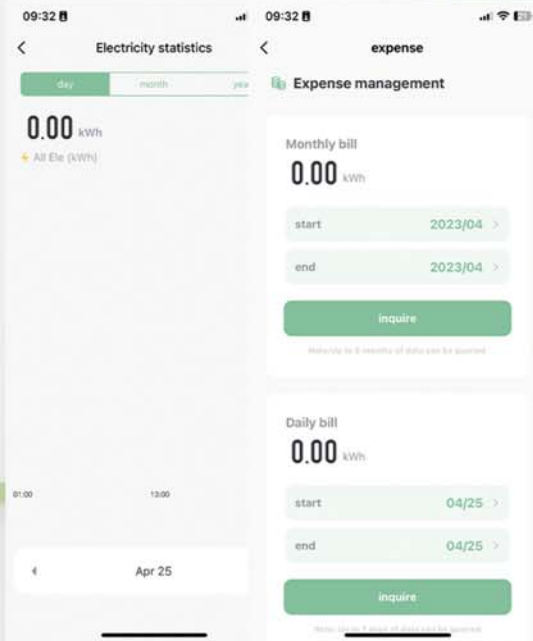 09:32
Electricity statistics
day
month
0.00 kWh
All Ele (kWh)
01:00
13:00
Apr 25
09:32
expense
Expense management
Monthly bill
0.00 kWh
start
2023/04
end
2023/04
inquire
Daily bill
0.00 kWh
start
04/25
end
04/25
inquire